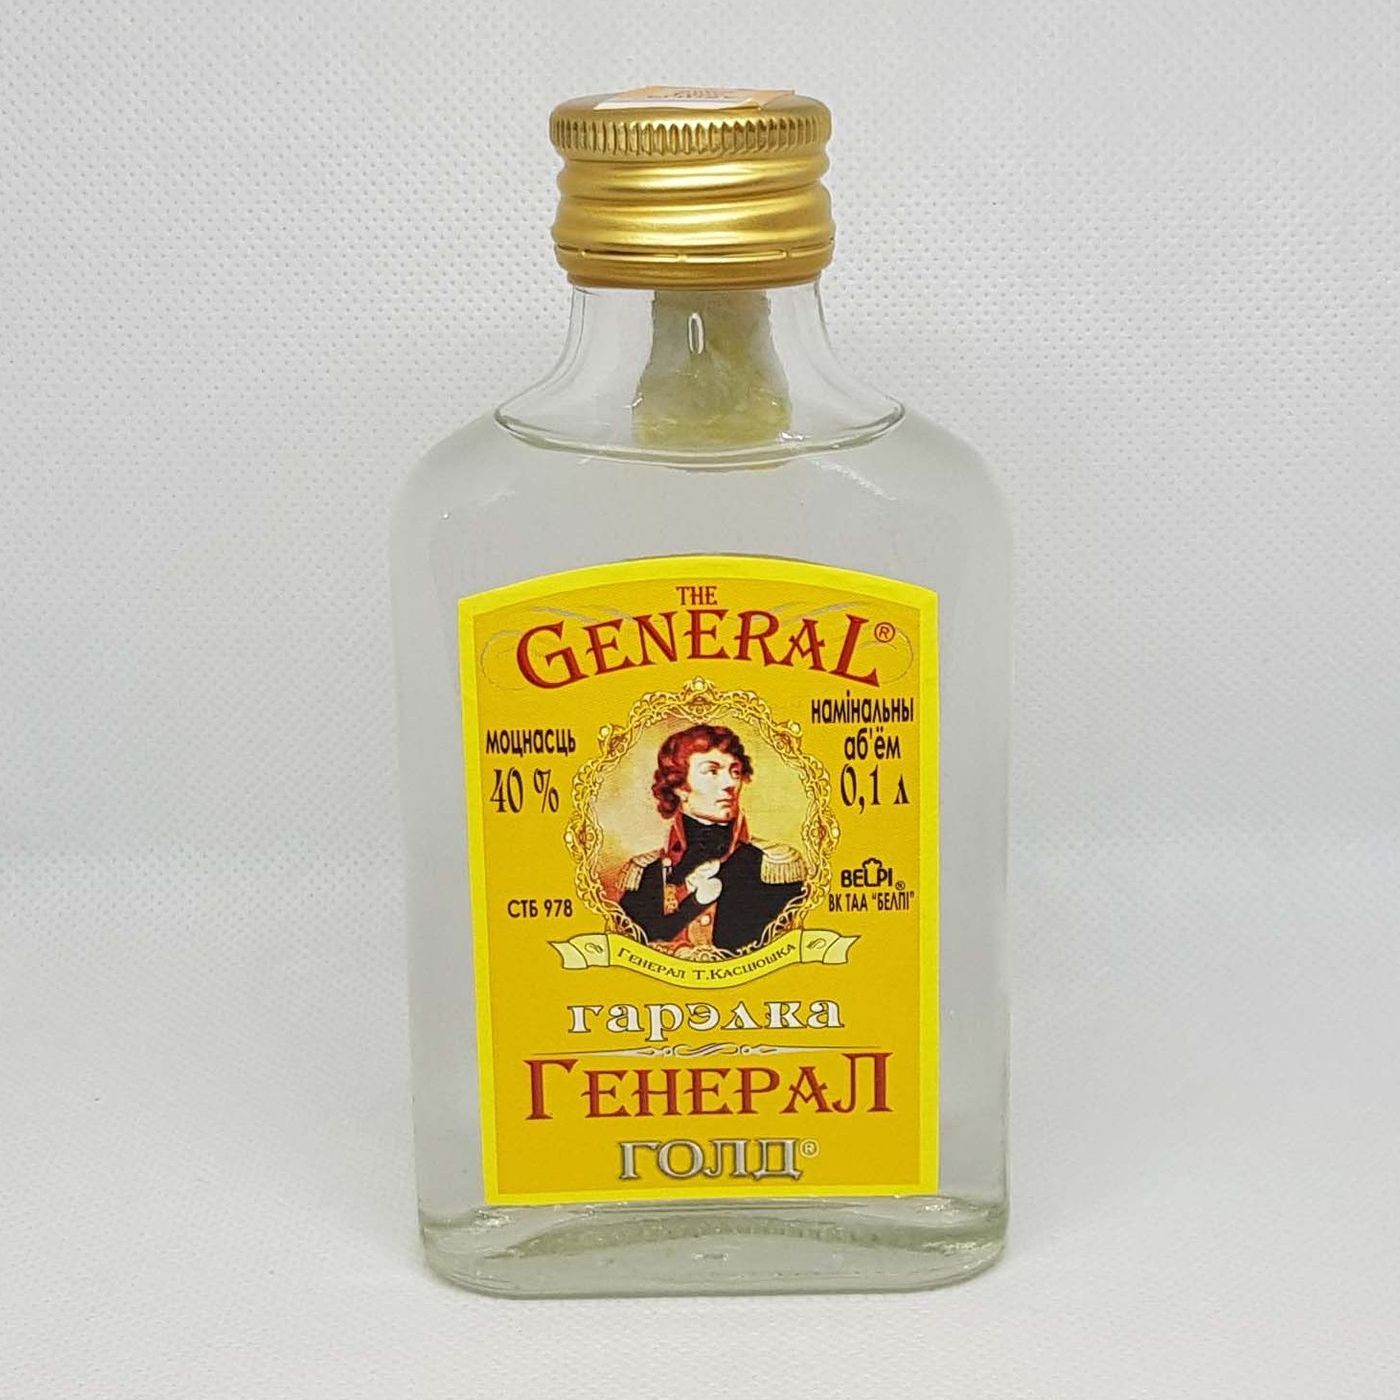 THE
GENERAL®
моцнасць
40 %
намінальны
аб'ём
0,1 л
СТБ 978
BELPI®
ВК ТАА "БЕЛПІ"
ГЕНЕРАЛ Т.КАСЦЮШКА
гарэлка
ГЕНЕРАЛ
ГОЛД®